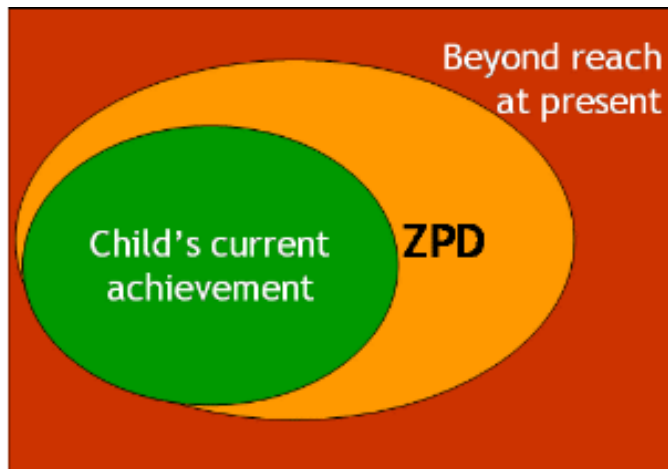 Beyond reach
at present
Child's current
achievement
ZPD